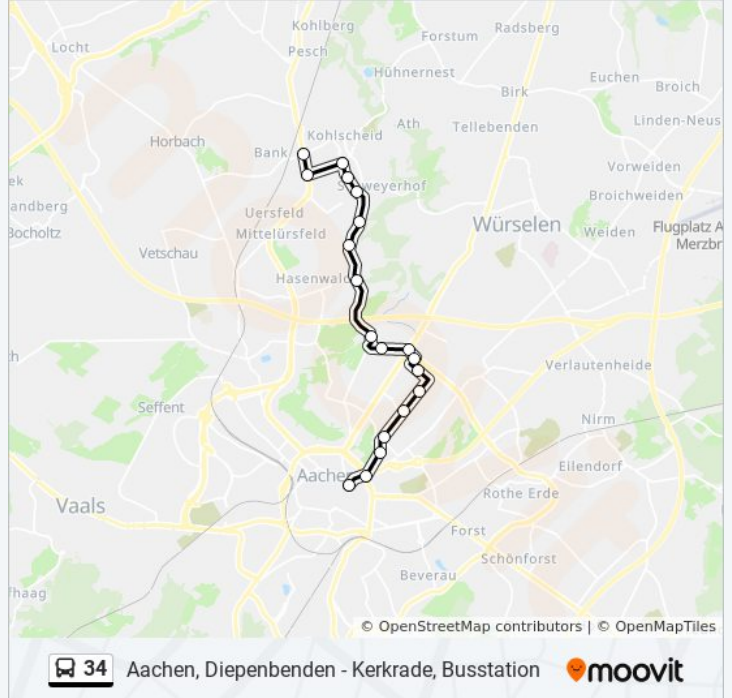 Kohlberg
Radsberg
Forstum
Locht
Pesch
Hühnernest
Euchen
Broich
Birk
Linden-Neus
Ath
Tellebenden
Kohlscheid
Horbach
Bank
Vorweiden
ek
Schweyerhof
Broichweiden
andberg
Uersfeld
Würselen
Flugplatz A
Bocholtz
Mittelürsfeld
Weiden
Merzbr
Vetschau
Hasenwald
h
Verlautenheide
Seffent
Nirm
Aachen
Eilendorf
Vaals
Rothe Erde
Forst
Schönforst
Beverau
fhaag
© OpenStreetMap contributors | © OpenMapTiles
34 Aachen, Diepenbenden - Kerkrade, Busstation moovit